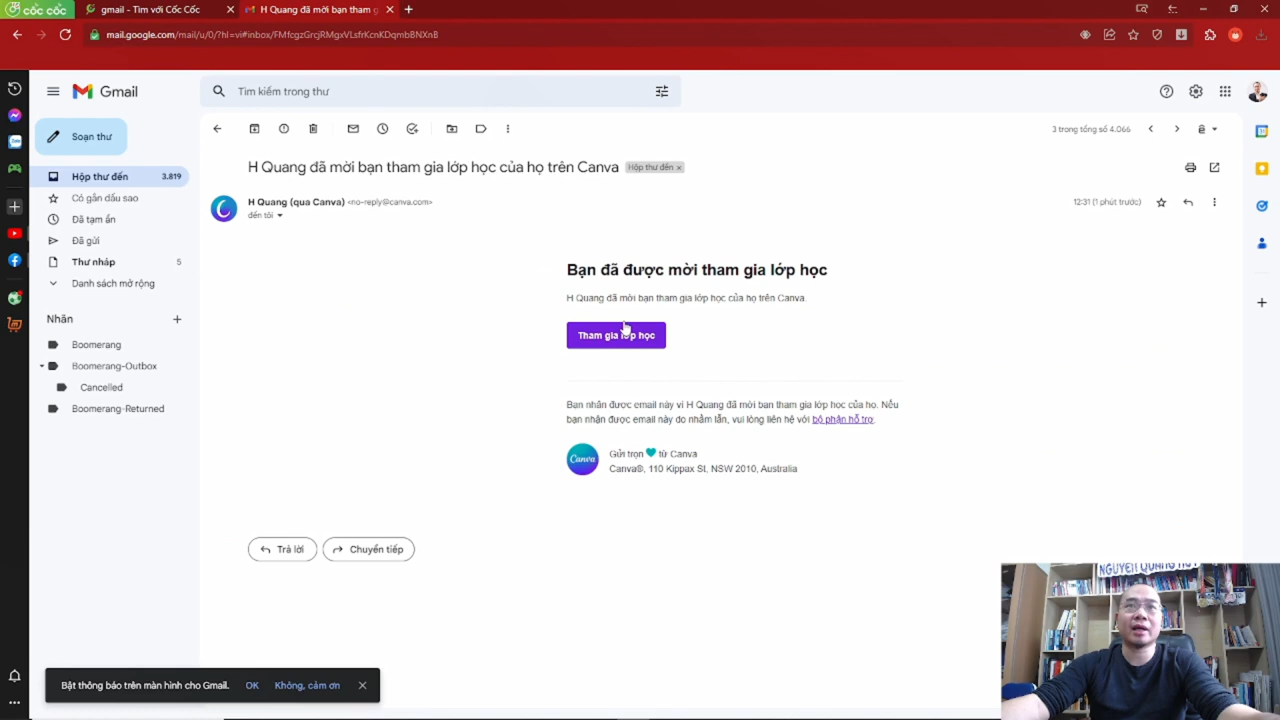 cốc cốc
gmail - Tìm với Cốc Cốc
H Quang đã mời bạn tham g
mail.google.com/mail/u/0/?hl=vi#inbox/FMfcgzGrcjRMgxVLsfrKcnKDqmbBNXnB
Gmail
Tìm kiếm trong thư
Soạn thư
3 trong tổng số 4.066
Hộp thư đến 3.819
Có gắn dấu sao
Đã tạm ẩn
Đã gửi
Thư nháp 5
Danh sách mở rộng
Nhãn
Boomerang
Boomerang-Outbox
Cancelled
Boomerang-Returned
H Quang đã mời bạn tham gia lớp học của họ trên Canva Hộp thư đến x
H Quang (qua Canva) <no-reply@canva.com>
đến tôi
12:31 (1 phút trước)
Bạn đã được mời tham gia lớp học
H Quang đã mời bạn tham gia lớp học của họ trên Canva.
Tham gia lớp học
Bạn nhận được email này vì H Quang đã mời bạn tham gia lớp học của họ. Nếu
bạn nhận được email này do nhầm lẫn, vui lòng liên hệ với bộ phận hỗ trợ.
Canva
Gửi trọn từ Canva
Canva®, 110 Kippax St, NSW 2010, Australia
Trả lời
Chuyển tiếp
Bật thông báo trên màn hình cho Gmail. OK Không, cảm ơn
NGUYEN QUANG